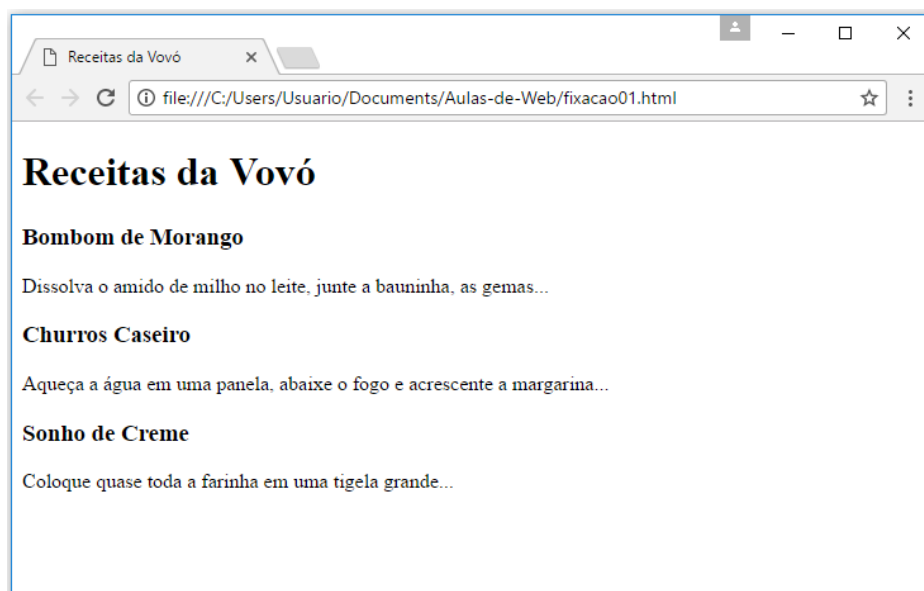 Receitas da Vovó
file:///C:/Users/Usuario/Documents/Aulas-de-Web/fixacao01.html
Receitas da Vovó
Bombom de Morango
Dissolva o amido de milho no leite, junte a bauninha, as gemas...
Churros Caseiro
Aqueça a água em uma panela, abaixe o fogo e acrescente a margarina...
Sonho de Creme
Coloque quase toda a farinha em uma tigela grande...